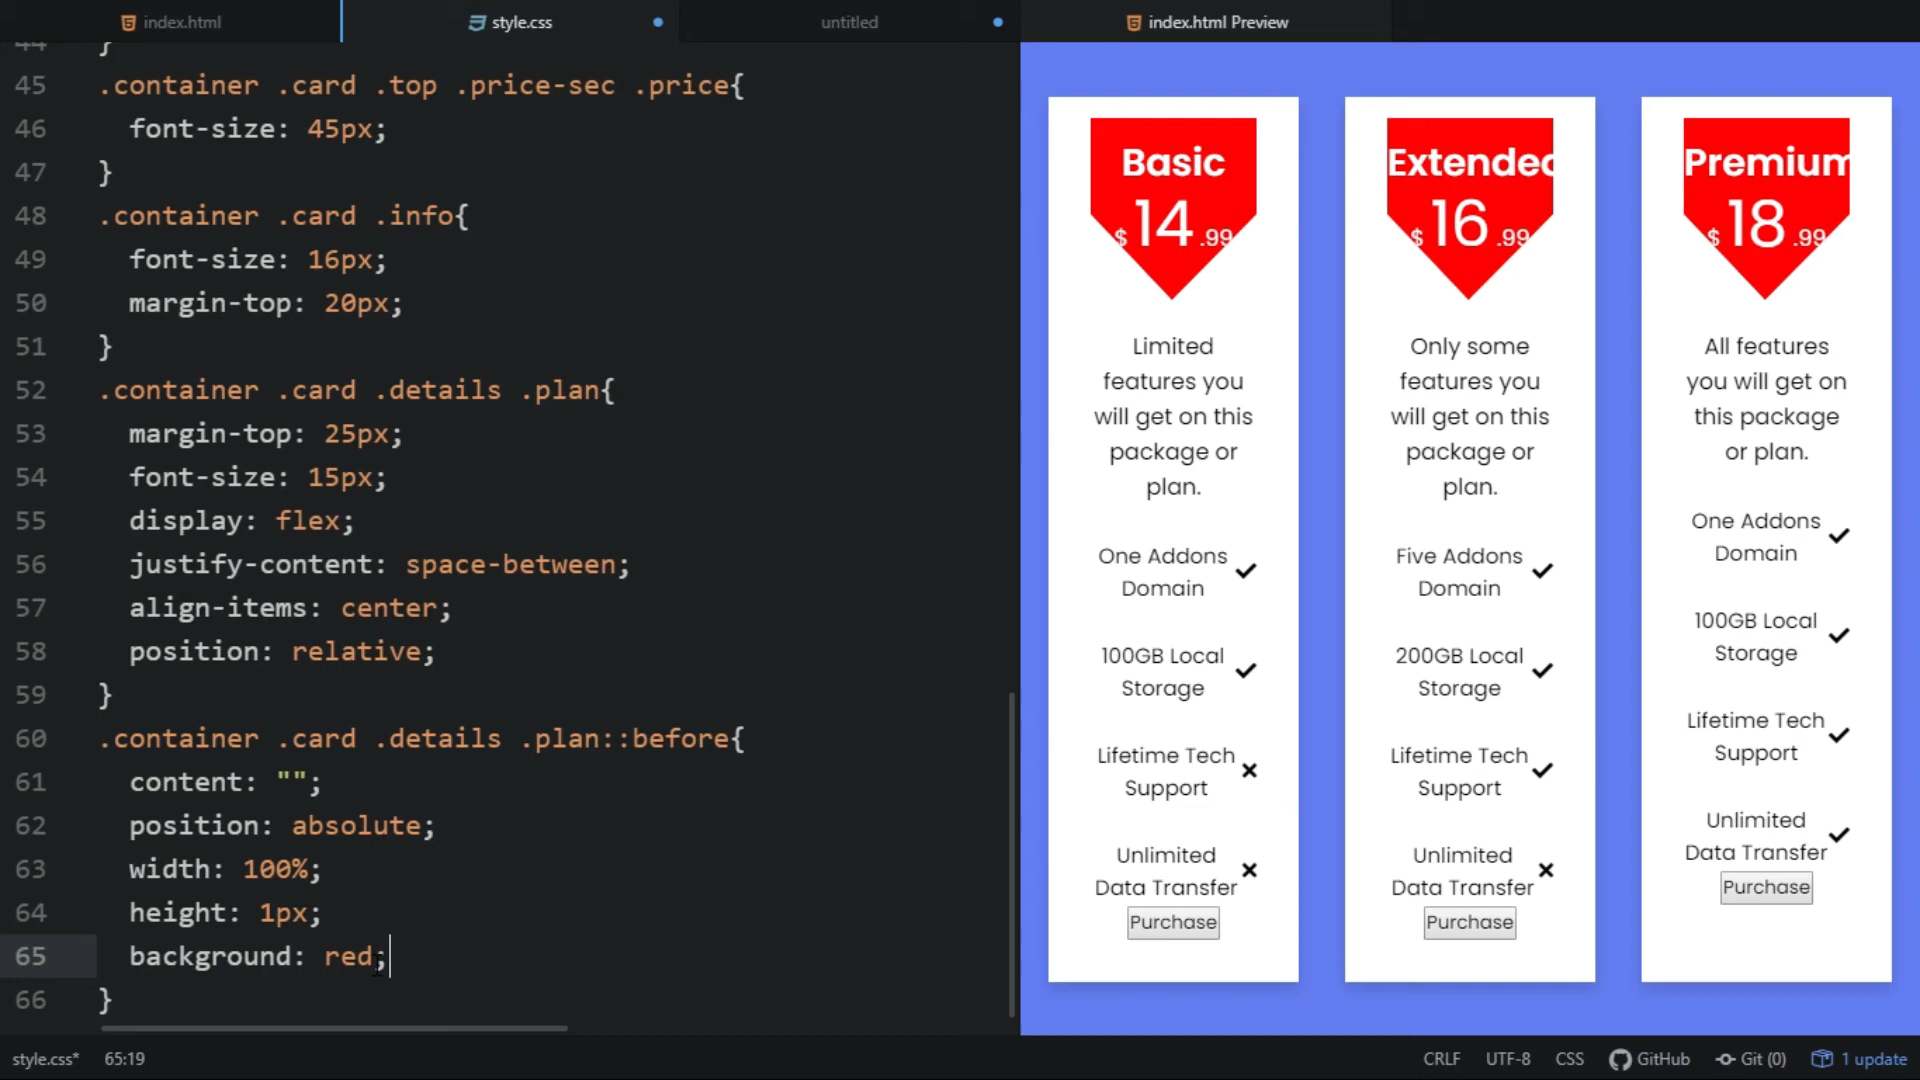 index.html
style.css
untitled
index.html Preview
44 }
45 .container .card .top .price-sec .price{
46 font-size: 45px;
47 }
48 .container .card .info{
49 font-size: 16px;
50 margin-top: 20px;
51 }
52 .container .card .details .plan{
53 margin-top: 25px;
54 font-size: 15px;
55 display: flex;
56 justify-content: space-between;
57 align-items: center;
58 position: relative;
59 }
60 .container .card .details .plan::before{
61 content: "";
62 position: absolute;
63 width: 100%;
64 height: 1px;
65 background: red;
66 }
Basic
$ 14 .99
Limited
features you
will get on this
package or
plan.
One Addons
Domain
100GB Local
Storage
Lifetime Tech
Support
Unlimited
Data Transfer
Purchase
Extended
$ 16 .99
Only some
features you
will get on this
package or
plan.
Five Addons
Domain
200GB Local
Storage
Lifetime Tech
Support
Unlimited
Data Transfer
Purchase
Premium
$ 18 .99
All features
you will get on
this package
or plan.
One Addons
Domain
100GB Local
Storage
Lifetime Tech
Support
Unlimited
Data Transfer
Purchase
style.css* 65:19
CRLF UTF-8 CSS GitHub Git (0) 1 update